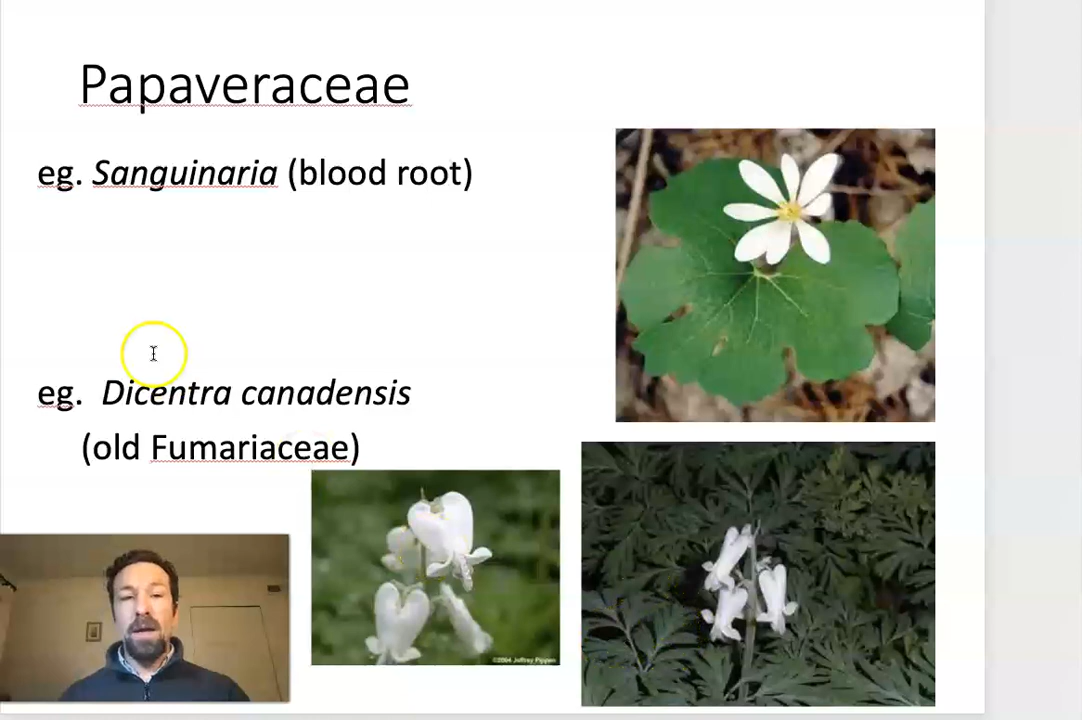 Papaveraceae
eg. Sanguinaria (blood root)
eg. Dicentra canadensis
(old Fumariaceae)
©2004 Jeffrey Pippen